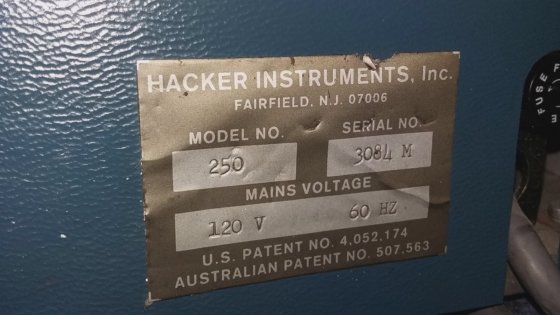 HACKER INSTRUMENTS, Inc.
FAIRFIELD, N.J. 07006
MODEL NO. SERIAL NO.
250 3084 M
MAINS VOLTAGE
120 V 60 HZ
U.S. PATENT NO. 4,052,174
AUSTRALIAN PATENT NO. 507.563
FUSE